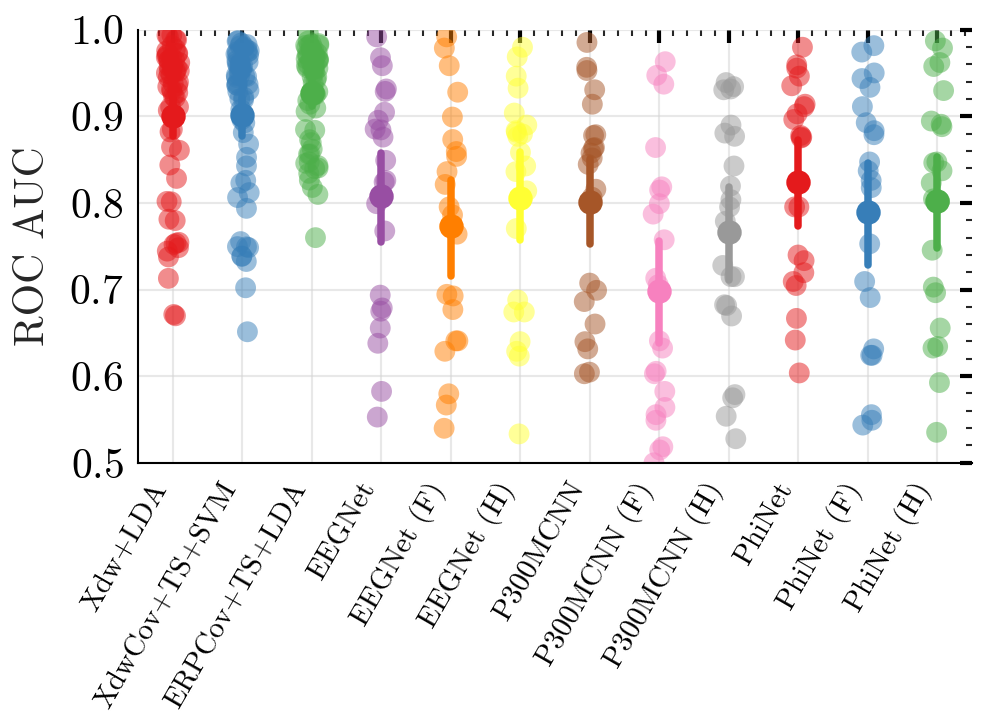 1.0
0.9
0.8
0.7
0.6
0.5
ROC AUC
Xdw+LDA
XdwCov+TS+SVM
ERPCov+TS+LDA
EEGNet
EEGNet (F)
EEGNet (H)
P300MCNN
P300MCNN (F)
P300MCNN (H)
PhiNet
PhiNet (F)
PhiNet (H)